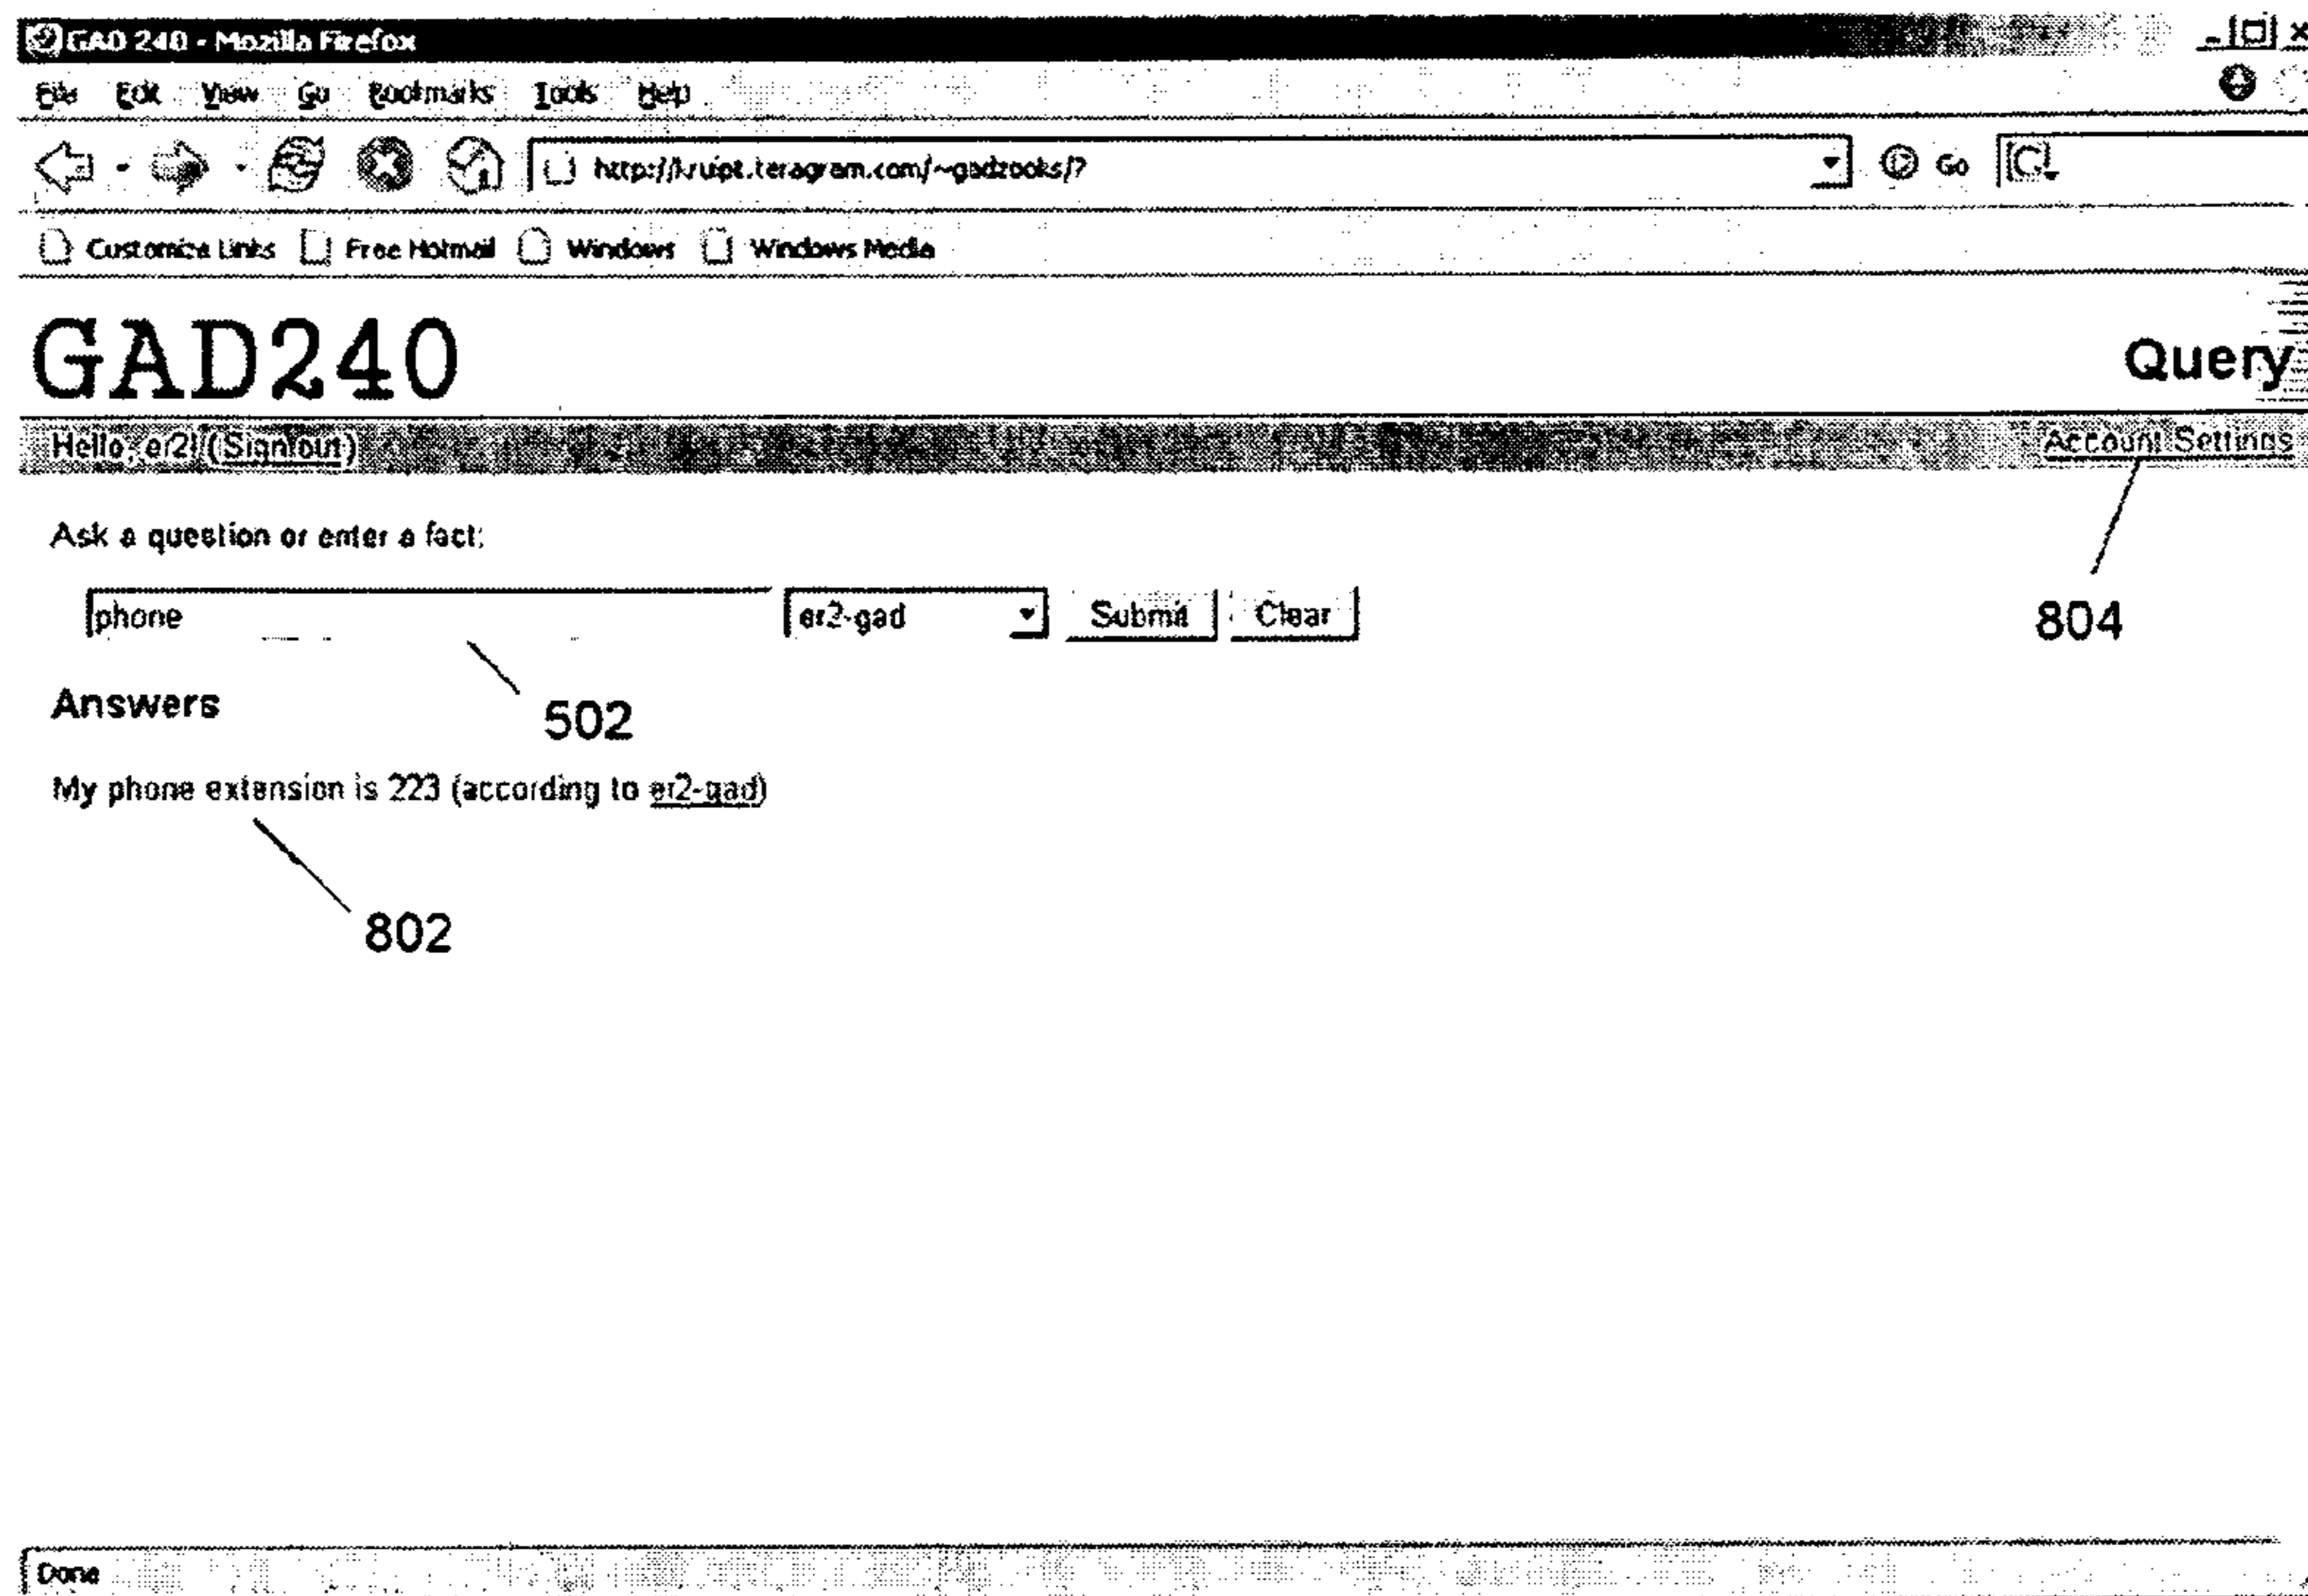 GAD 240 - Mozilla Firefox
File Edit View Go Bookmarks Tools Help
http://kruipt.teragram.com/~gadzooks/? Go
Customize Links Free Hotmail Windows Windows Media
GAD240 Query
Hello, er2! (Sign out) Account Settings
Ask a question or enter a fact:
804
phone er2-gad Submit Clear
Answers
502
My phone extension is 223 (according to er2-gad)
802
Done